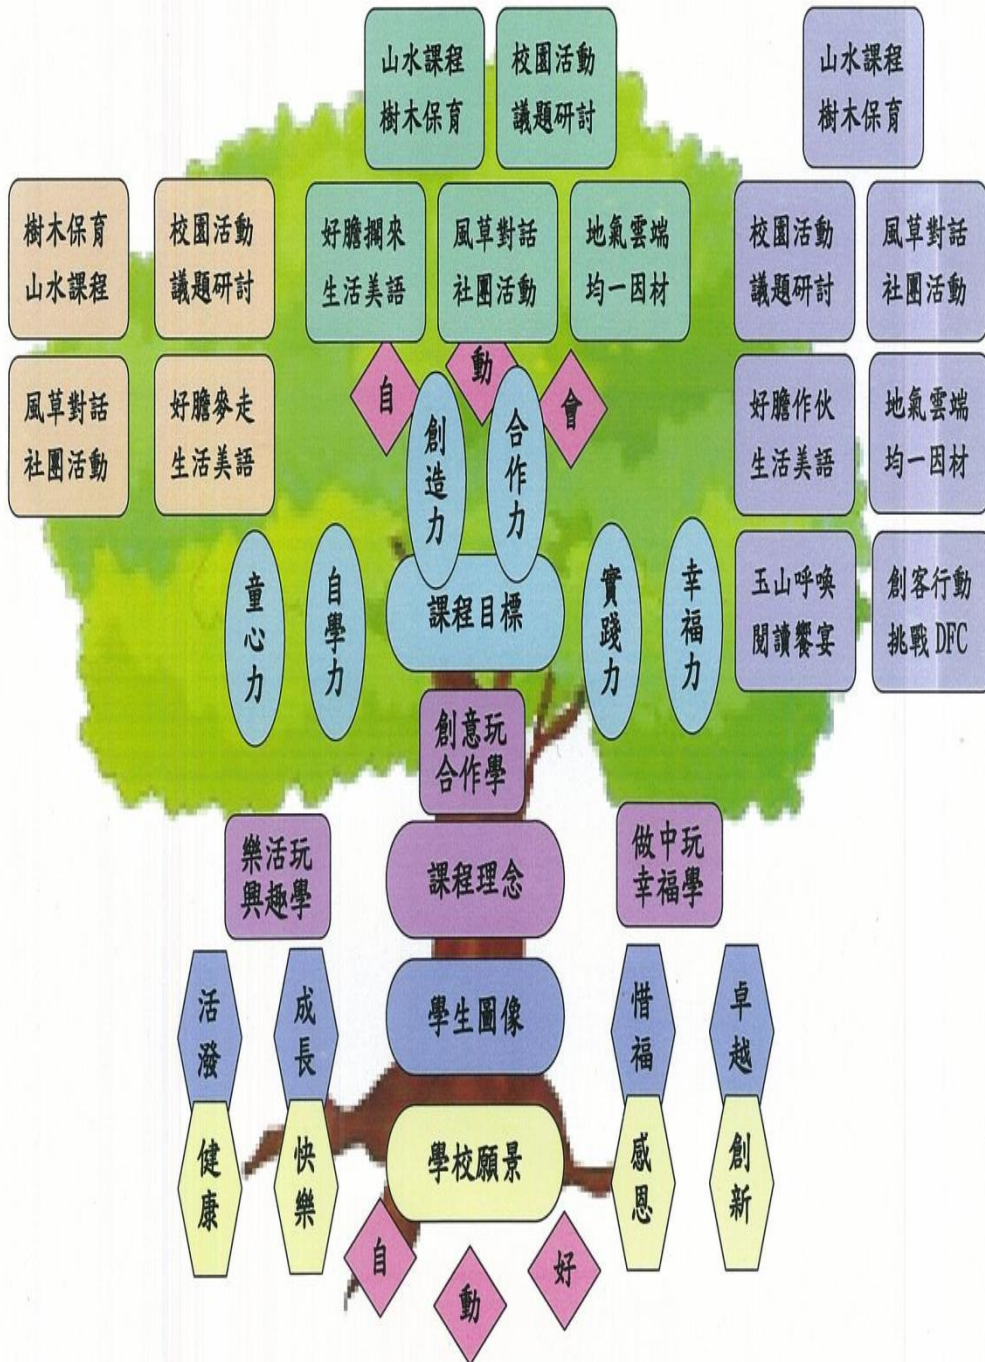 山水課程
樹木保育
校園活動
議題研討
山水課程
樹木保育
樹木保育
山水課程
校園活動
議題研討
好膽擱來
生活美語
風草對話
社團活動
地氣雲端
均一因材
校園活動
議題研討
風草對話
社團活動
風草對話
社團活動
好膽麥走
生活美語
自
動
會
好膽作伙
生活美語
地氣雲端
均一因材
創造力
合作力
童心力
自學力
課程目標
實踐力
幸福力
玉山呼喚
閱讀饗宴
創客行動
挑戰 DFC
創意玩
合作學
樂活玩
興趣學
課程理念
做中玩
幸福學
活潑
成長
學生圖像
惜福
卓越
健康
快樂
學校願景
感恩
創新
自
動
好